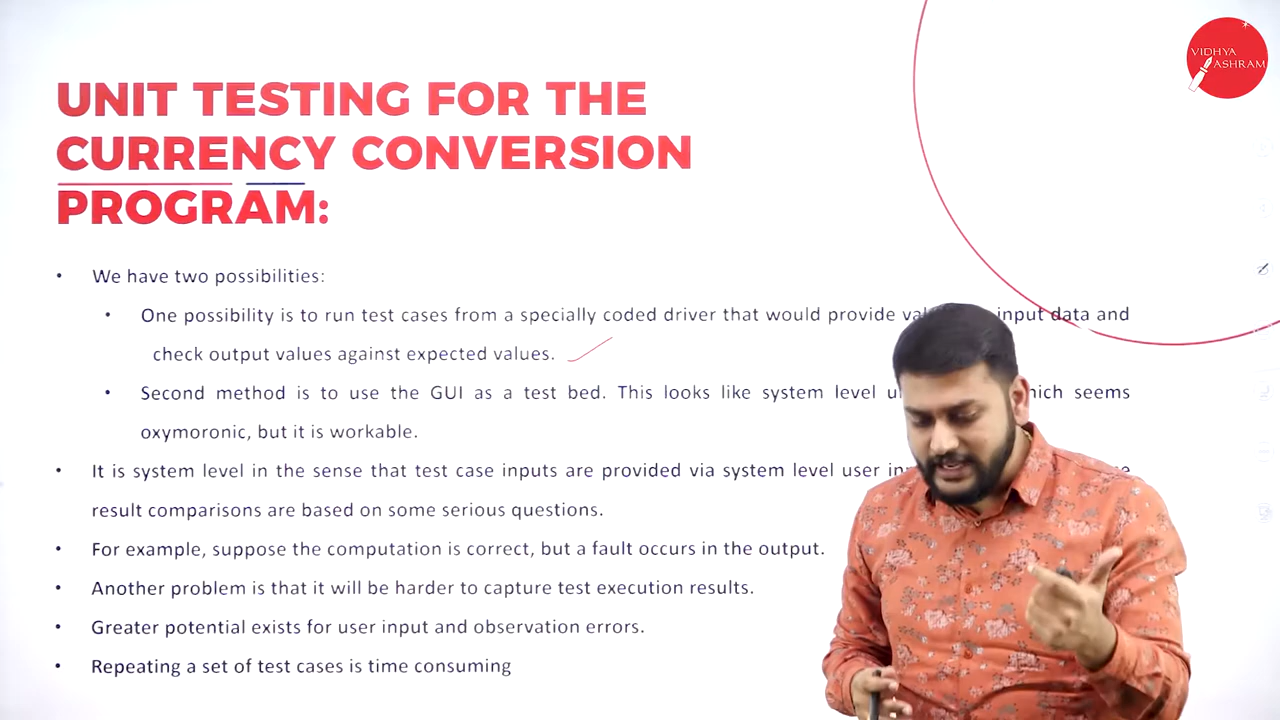 VIDHYA
ASHRAM
UNIT TESTING FOR THE
CURRENCY CONVERSION
PROGRAM:
• We have two possibilities:
• One possibility is to run test cases from a specially coded driver that would provide input data and
check output values against expected values.
• Second method is to use the GUI as a test bed. This looks like system level seems
oxymoronic, but it is workable.
• It is system level in the sense that test case inputs are provided via system level user
result comparisons are based on some serious questions.
• For example, suppose the computation is correct, but a fault occurs in the output.
• Another problem is that it will be harder to capture test execution results.
• Greater potential exists for user input and observation errors.
• Repeating a set of test cases is time consuming